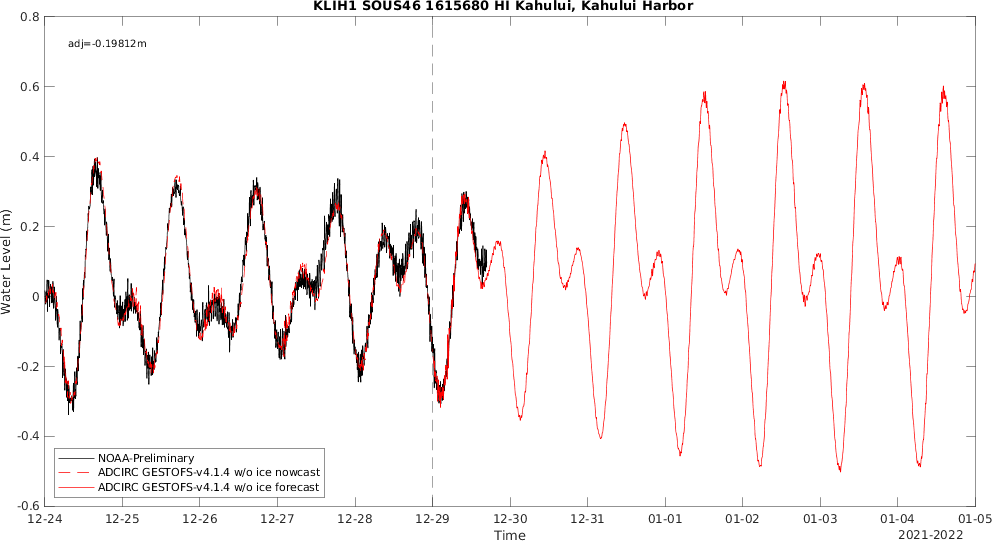 KLIH1 SOUS46 1615680 HI Kahului, Kahului Harbor
adj=-0.19812m
0.8
0.6
0.4
0.2
0
-0.2
-0.4
-0.6
Water Level (m)
NOAA-Preliminary
ADCIRC GESTOFS-v4.1.4 w/o ice nowcast
ADCIRC GESTOFS-v4.1.4 w/o ice forecast
12-24 12-25 12-26 12-27 12-28 12-29 12-30 12-31 01-01 01-02 01-03 01-04 01-05
Time
2021-2022